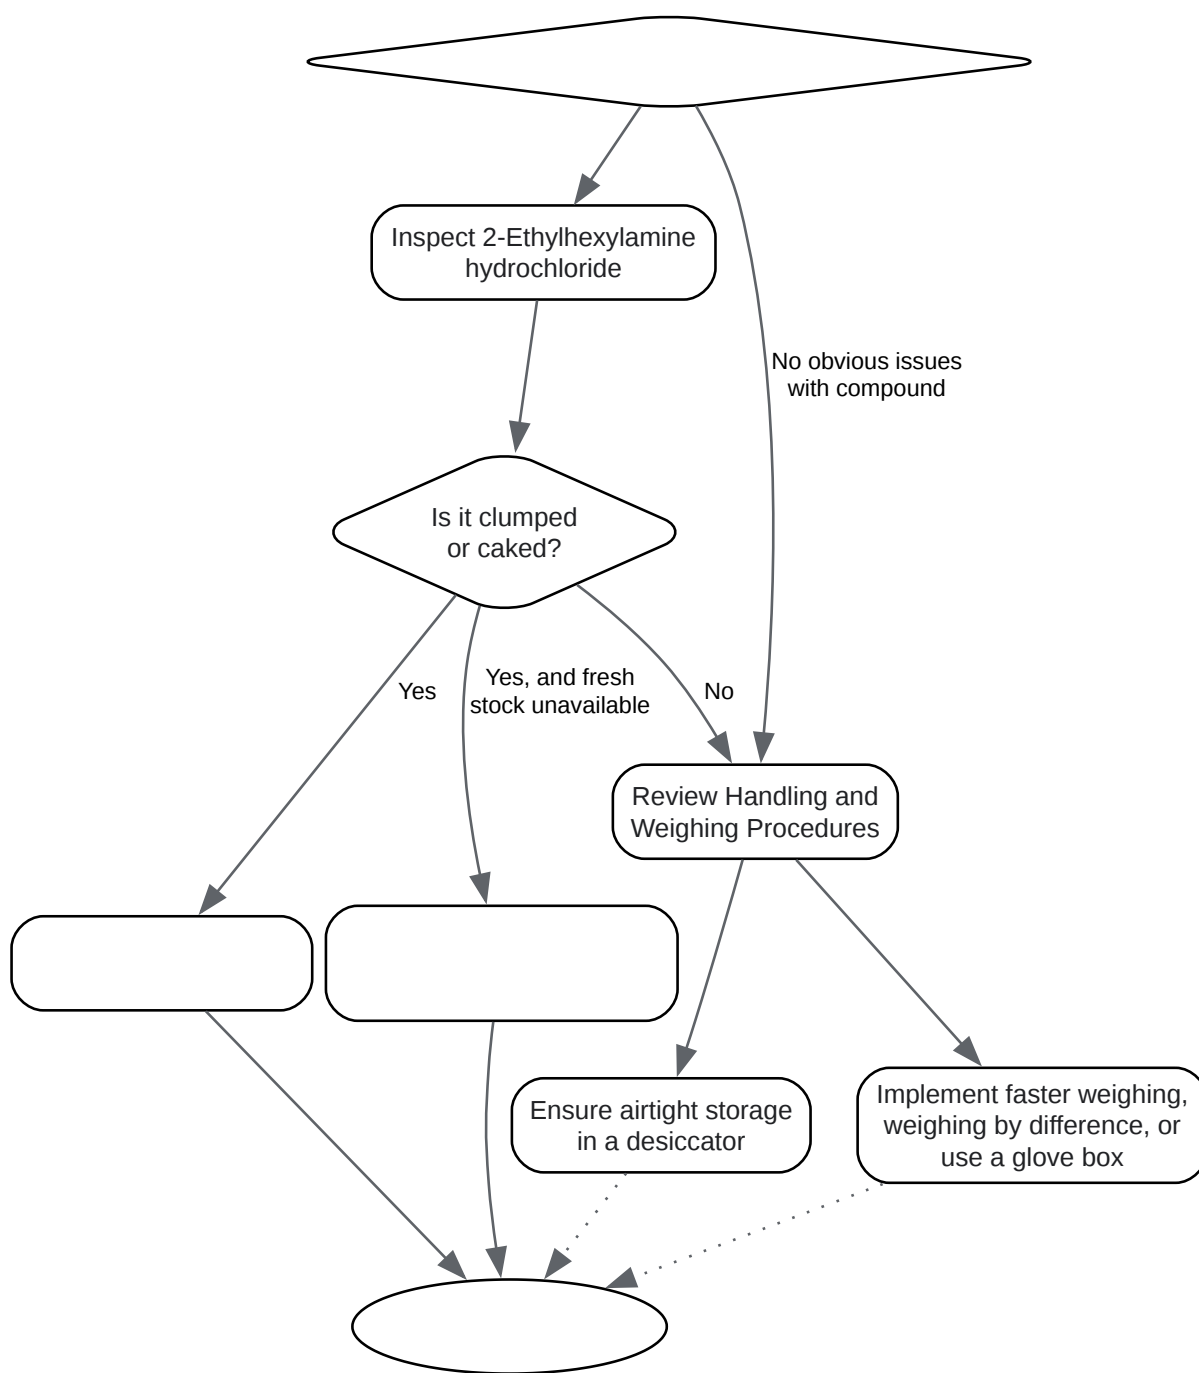 Inspect 2-Ethylhexylamine
hydrochloride
No obvious issues
with compound
Is it clumped
or caked?
Yes
Yes, and fresh
stock unavailable
No
Review Handling and
Weighing Procedures
Ensure airtight storage
in a desiccator
Implement faster weighing,
weighing by difference, or
use a glove box